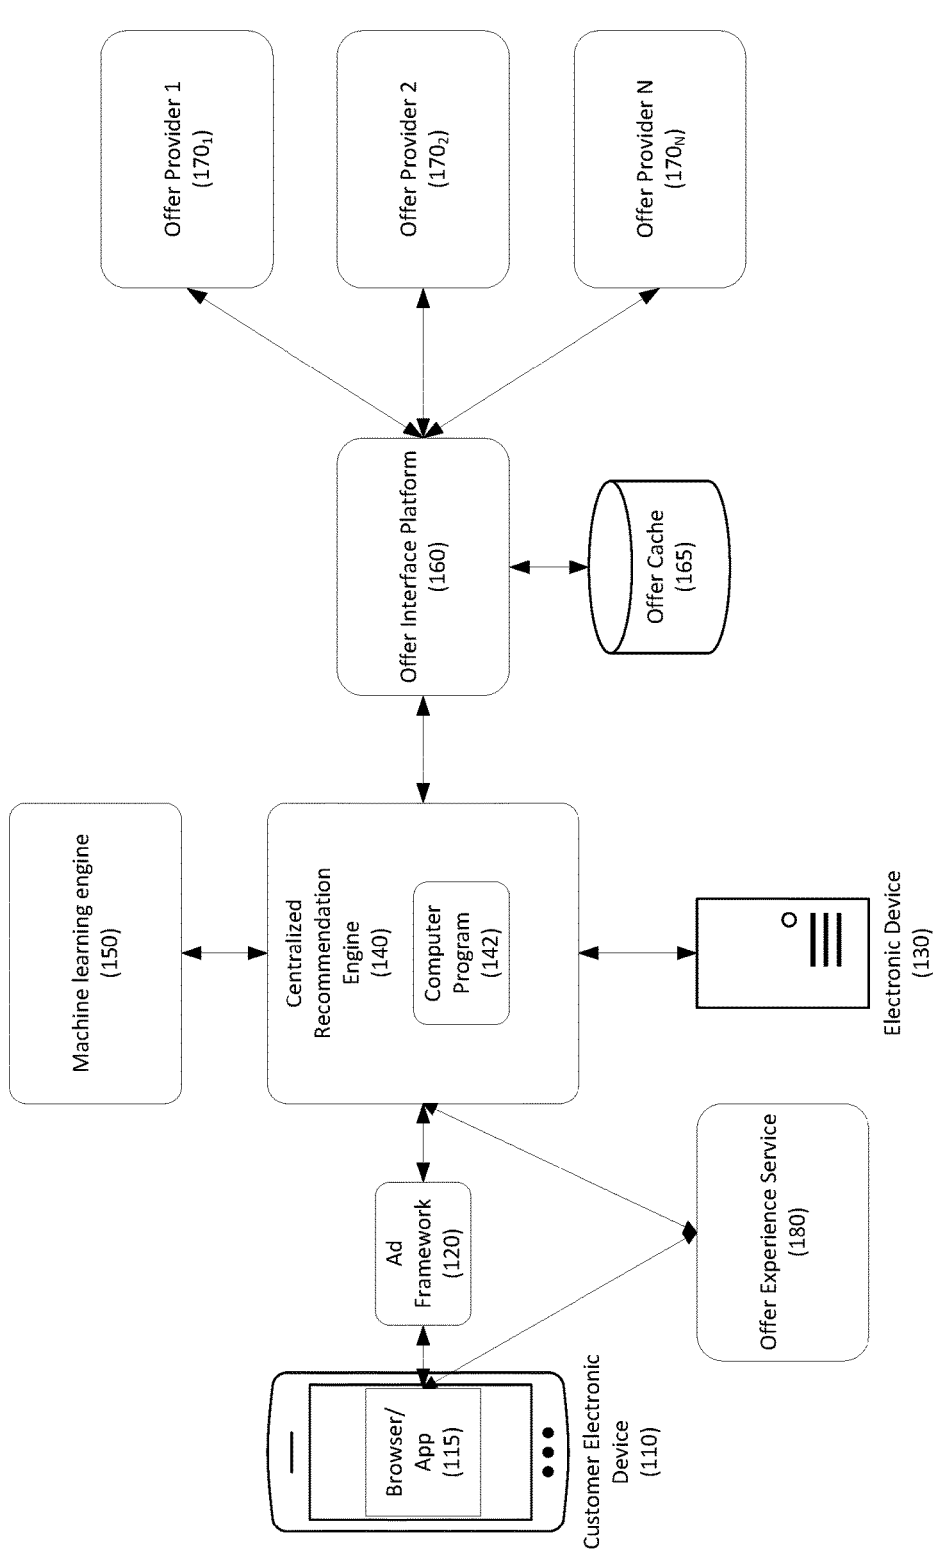 Machine learning engine
(150)
Centralized
Recommendation
Engine
(140)
Computer
Program
(142)
Offer Provider 1
(170₁)
Offer Provider 2
(170₂)
Offer Provider N
(170ₙ)
Offer Interface Platform
(160)
Offer Cache
(165)
Ad
Framework
(120)
Browser/
App
(115)
Customer Electronic
Device
(110)
Offer Experience Service
(180)
Electronic Device
(130)